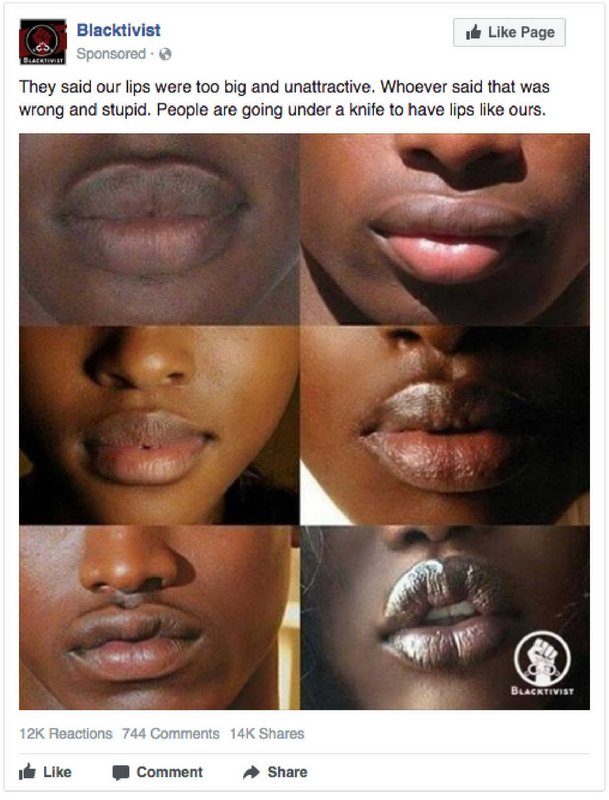 BLACKTIVIST
Blacktivist
Sponsored ·
Like Page
They said our lips were too big and unattractive. Whoever said that was
wrong and stupid. People are going under a knife to have lips like ours.
BLACKTIVIST
12K Reactions 744 Comments 14K Shares
Like Comment Share